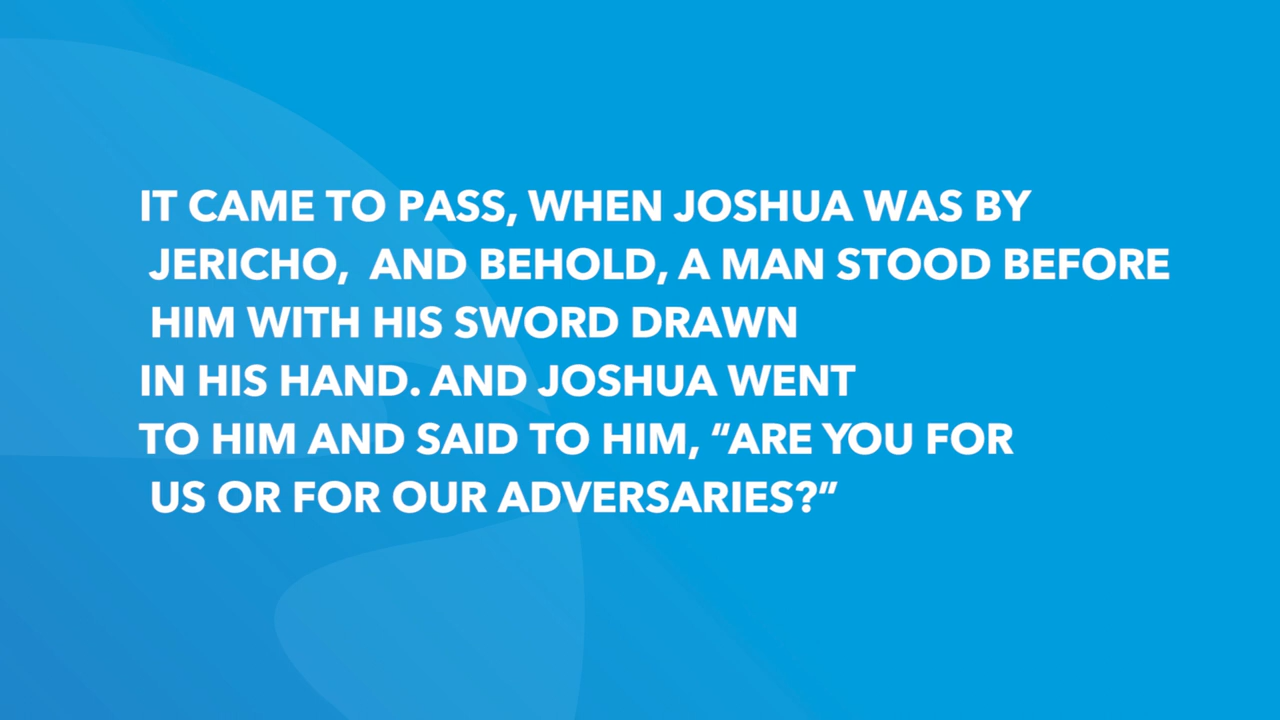 IT CAME TO PASS, WHEN JOSHUA WAS BY
JERICHO,  AND BEHOLD, A MAN STOOD BEFORE
HIM WITH HIS SWORD DRAWN
IN HIS HAND. AND JOSHUA WENT
TO HIM AND SAID TO HIM, “ARE YOU FOR
US OR FOR OUR ADVERSARIES?”